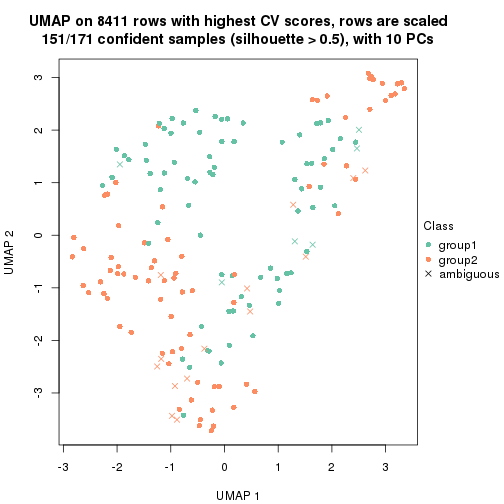 UMAP on 8411 rows with highest CV scores, rows are scaled
151/171 confident samples (silhouette > 0.5), with 10 PCs
3
2
1
0
-1
-2
-3
UMAP 2
-3
-2
-1
0
1
2
3
UMAP 1
Class
group1
group2
ambiguous